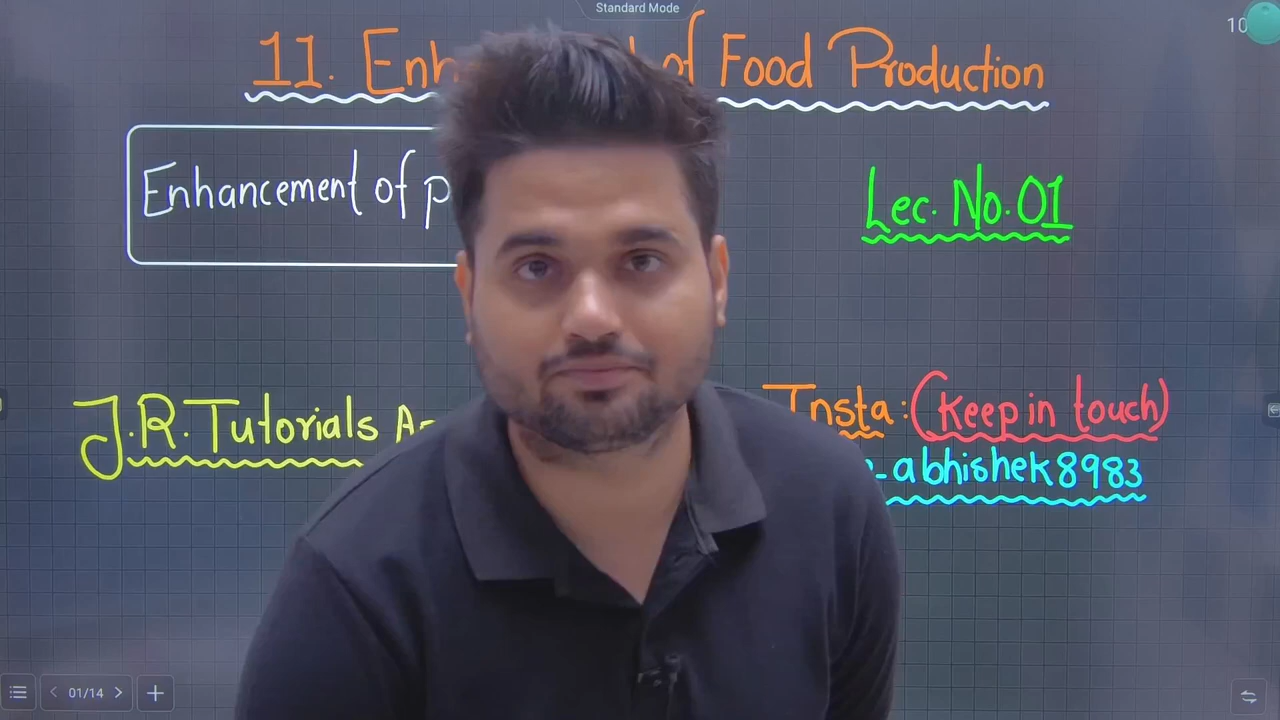 Standard Mode
10
11. of Food Production
Enhancement of
Lec. No. 01
J.R. Tutorials
Insta: (Keep in touch)
abhishek8983
01/14